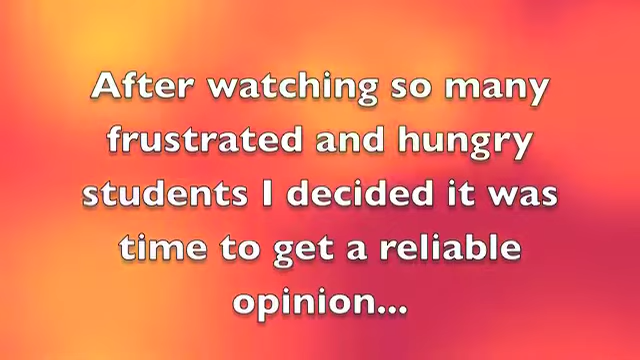 After watching so many
frustrated and hungry
students I decided it was
time to get a reliable
opinion...